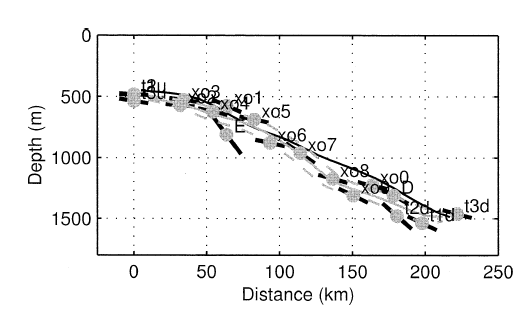 0
500
1000
1500
Depth (m)
xo3
xo1
xo4
xo5
E
xo6
xo7
xo8
xo0
D
t2d
t1d
t3d
0
50
100
150
200
250
Distance (km)